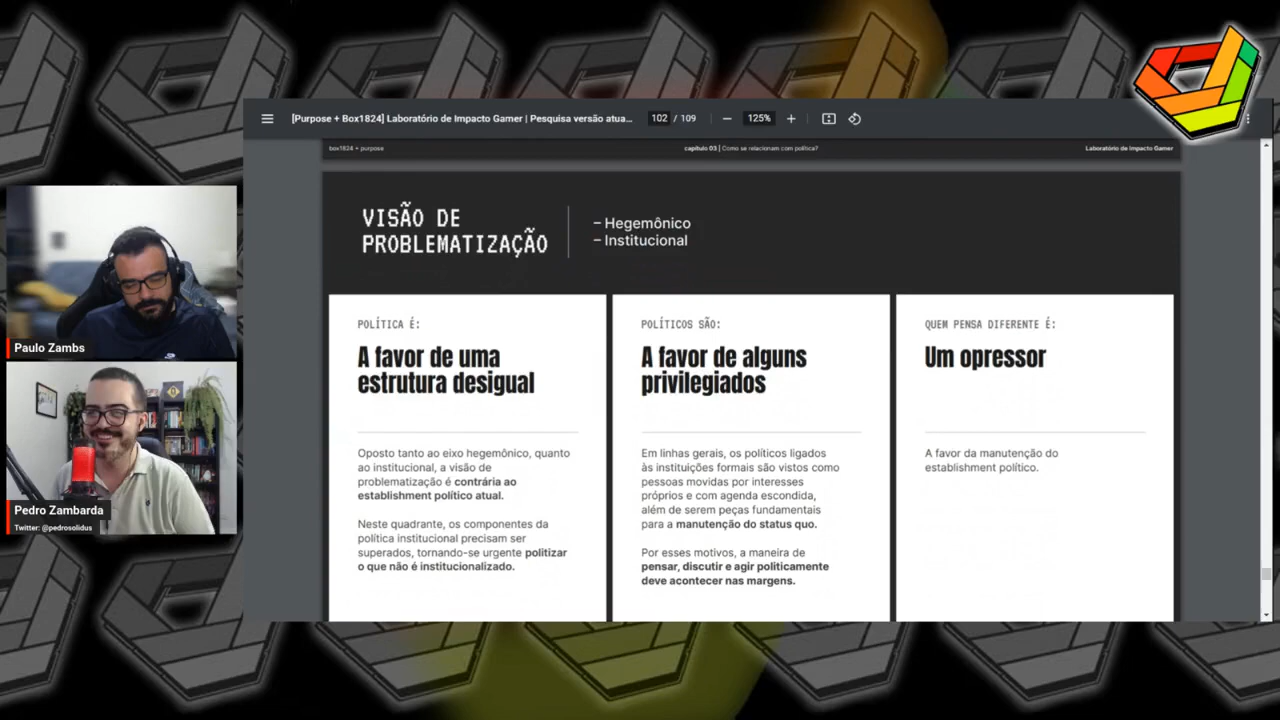 [Purpose + Box1824] Laboratório de Impacto Gamer | Pesquisa versão atua...
102 / 109
125%
box1824 + purpose
capítulo 03 | Como se relacionam com política?
Laboratório de Impacto Gamer
VISÃO DE
PROBLEMATIZAÇÃO
– Hegemônico
– Institucional
POLÍTICA É:
A favor de uma
estrutura desigual
Oposto tanto ao eixo hegemônico, quanto
ao institucional, a visão de
problematização é contrária ao
establishment político atual.
Neste quadrante, os componentes da
política institucional precisam ser
superados, tornando-se urgente politizar
o que não é institucionalizado.
POLÍTICOS SÃO:
A favor de alguns
privilegiados
Em linhas gerais, os políticos ligados
às instituições formais são vistos como
pessoas movidas por interesses
próprios e com agenda escondida,
além de serem peças fundamentais
para a manutenção do status quo.
Por esses motivos, a maneira de
pensar, discutir e agir politicamente
deve acontecer nas margens.
QUEM PENSA DIFERENTE É:
Um opressor
A favor da manutenção do
establishment político.
Paulo Zambs
Pedro Zambarda
Twitter: @pedrosolidus